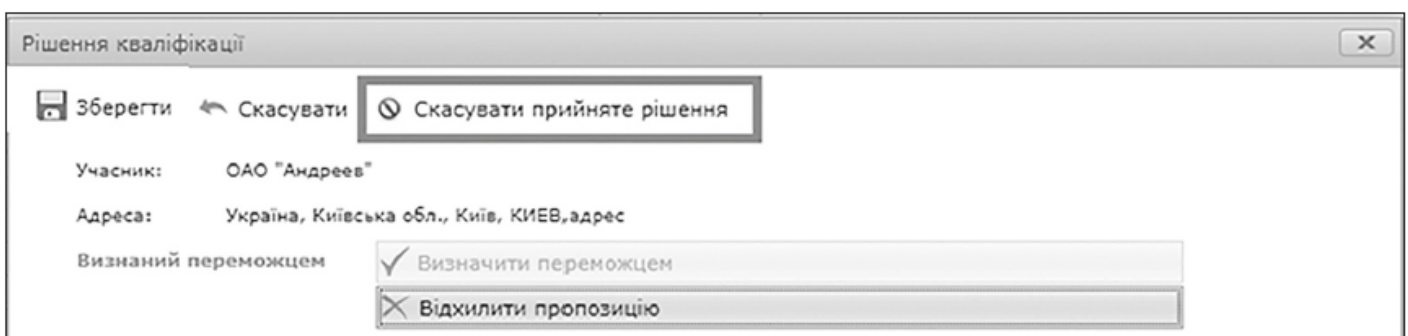 Рішення кваліфікації
Зберегти Скасувати Скасувати прийняте рішення
Учасник: ОАО "Андреев"
Адреса: Україна, Київська обл., Київ, КИЕВ,адрес
Визнаний переможцем Визначити переможцем
Відхилити пропозицію